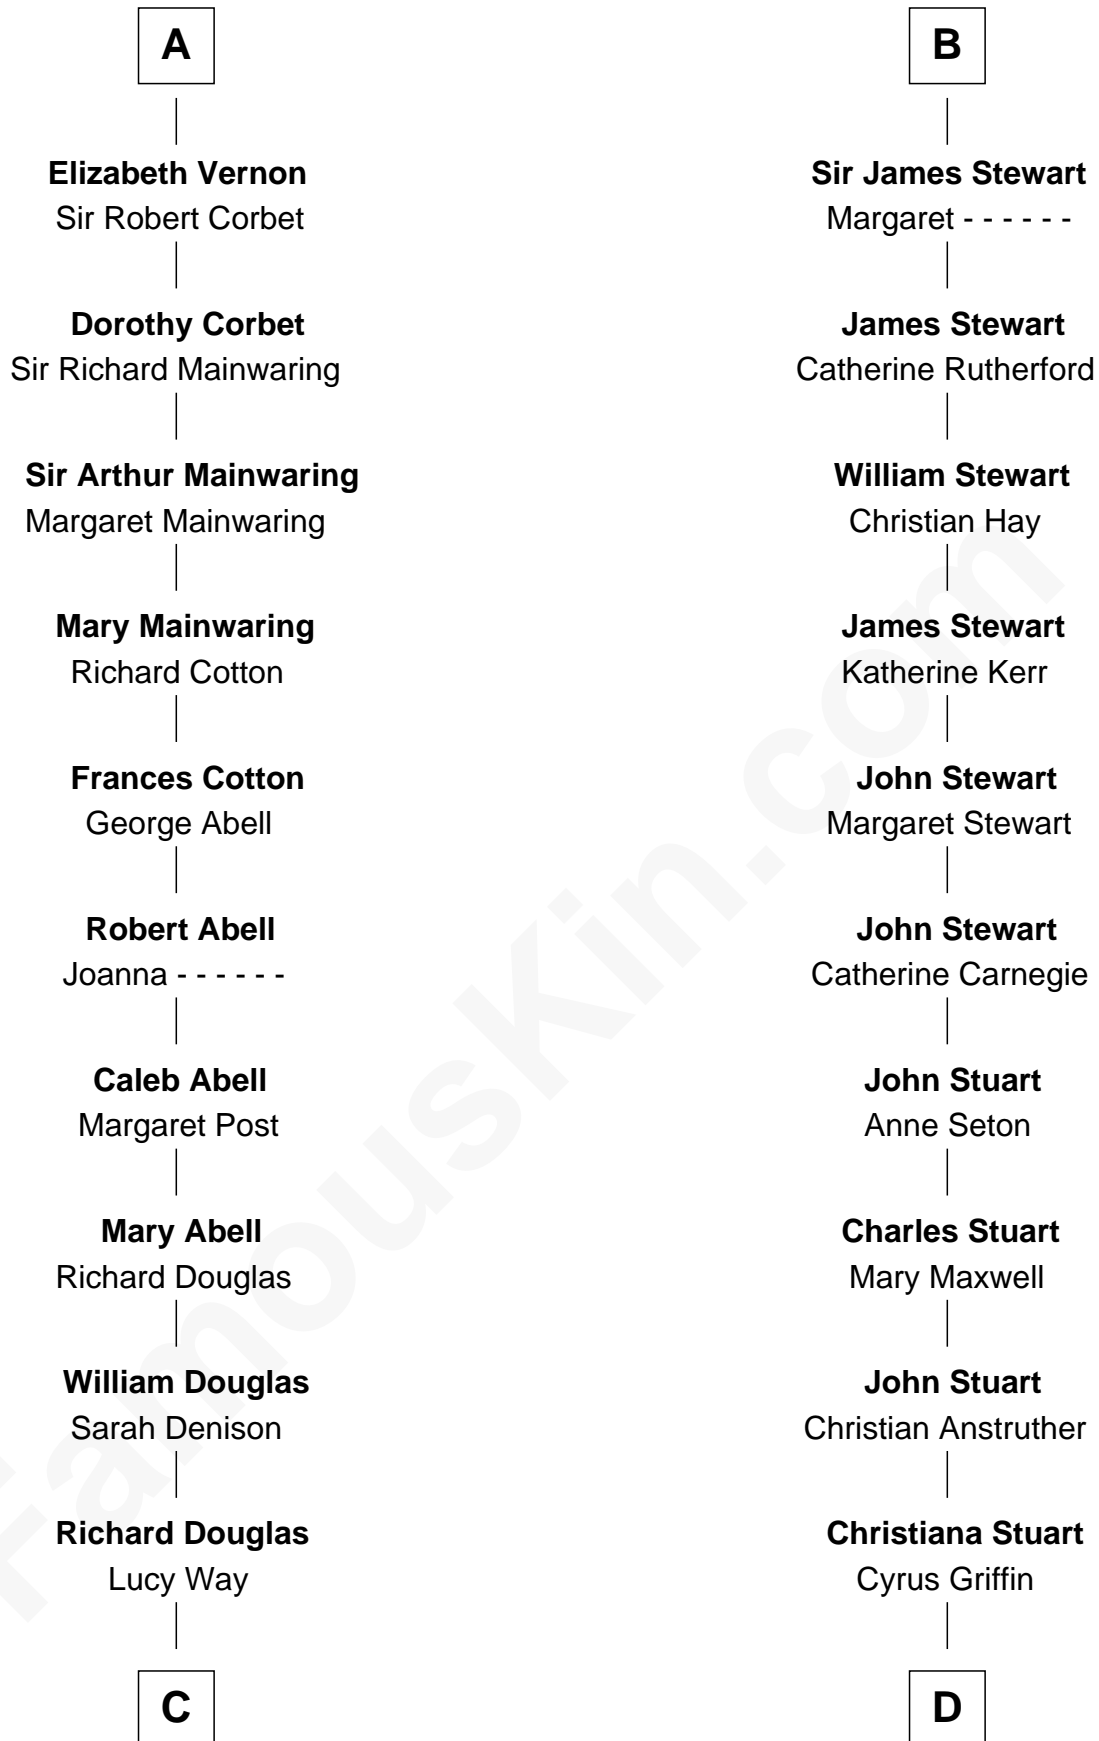 A
Elizabeth Vernon
Sir Robert Corbet
Dorothy Corbet
Sir Richard Mainwaring
Sir Arthur Mainwaring
Margaret Mainwaring
Mary Mainwaring
Richard Cotton
Frances Cotton
George Abell
Robert Abell
Joanna - - - - - -
Caleb Abell
Margaret Post
Mary Abell
Richard Douglas
William Douglas
Sarah Denison
Richard Douglas
Lucy Way
C
B
Sir James Stewart
Margaret - - - - - -
James Stewart
Catherine Rutherford
William Stewart
Christian Hay
James Stewart
Katherine Kerr
John Stewart
Margaret Stewart
John Stewart
Catherine Carnegie
John Stuart
Anne Seton
Charles Stuart
Mary Maxwell
John Stuart
Christian Anstruther
Christiana Stuart
Cyrus Griffin
D
FamousKin.com